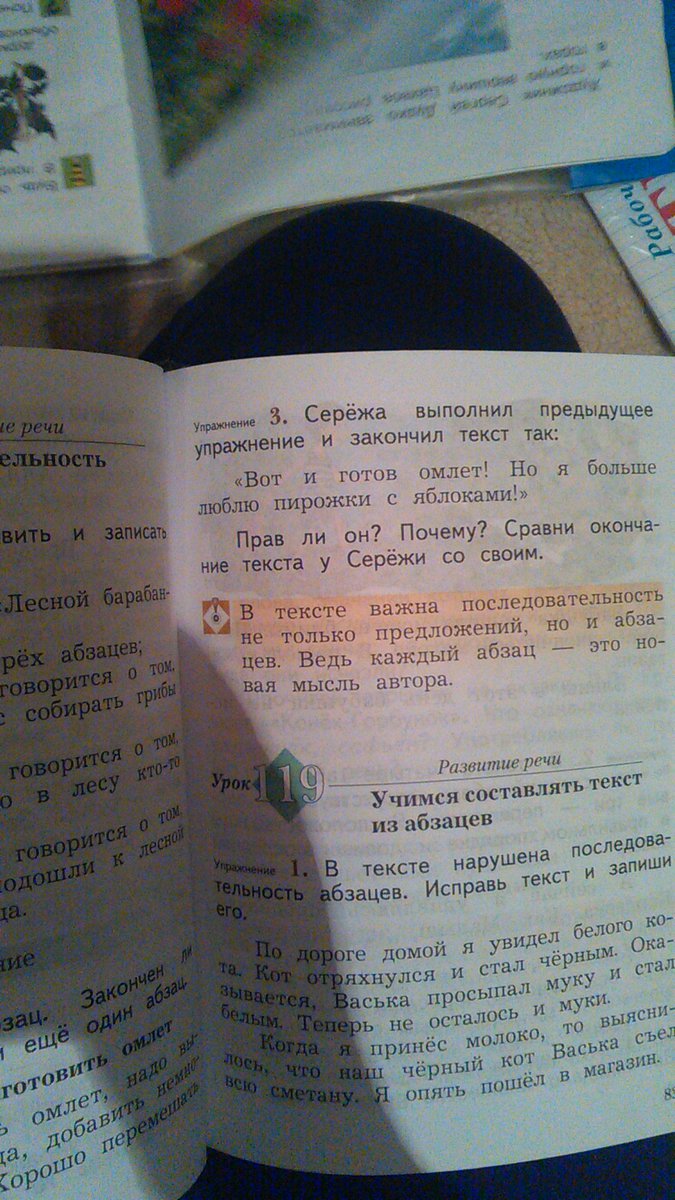 Рабоч
ие речи
ельность
вить и записать
«Лесной барабан-
рёх абзацев;
говорится о том,
с собирать грибы
говорится о том,
о в лесу кто-то
говорится о том,
подошли к лесной
ца.
ние
бзац. Закончен ли
и ещё один абзац.
готовить омлет
ь омлет, надо вы-
ца, добавить немно-
Хорошо перемешать
Упражнение 3. Серёжа выполнил предыдущее
упражнение и закончил текст так:
«Вот и готов омлет! Но я больше
люблю пирожки с яблоками!»
Прав ли он? Почему? Сравни оконча-
ние текста у Серёжи со своим.
В тексте важна последовательность
не только предложений, но и абза-
цев. Ведь каждый абзац — это но-
вая мысль автора.
Урок 119
Развитие речи
Учимся составлять текст
из абзацев
Упражнение 1. В тексте нарушена последова-
тельность абзацев. Исправь текст и запиши
его.
По дороге домой я увидел белого ко-
та. Кот отряхнулся и стал чёрным. Ока-
зывается, Васька просыпал муку и стал
белым. Теперь не осталось и муки.
Когда я принёс молоко, то выясни-
лось, что наш чёрный кот Васька съел
всю сметану. Я опять пошёл в магазин.